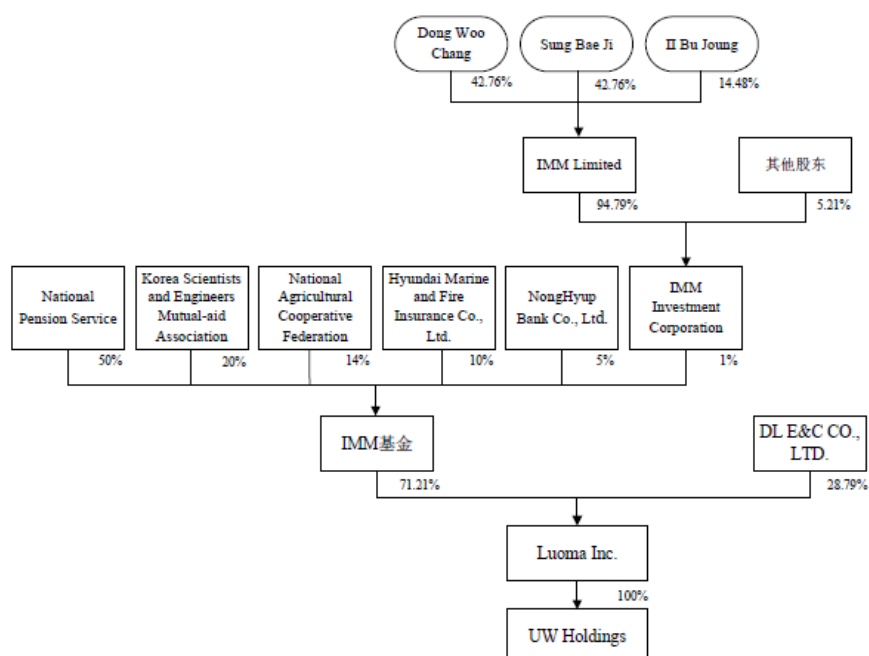 Dong Woo
Chang
Sung Bae Ji
II Bu Joung
42.76%
42.76%
14.48%
IMM Limited
其他股东
94.79%
5.21%
National
Pension Service
Korea Scientists
and Engineers
Mutual-aid
Association
National
Agricultural
Cooperative
Federation
Hyundai Marine
and Fire
Insurance Co.,
Ltd.
NongHyup
Bank Co., Ltd.
IMM
Investment
Corporation
50%
20%
14%
10%
5%
1%
IMM基金
DL E&C CO.,
LTD.
71.21%
28.79%
Luoma Inc.
100%
UW Holdings